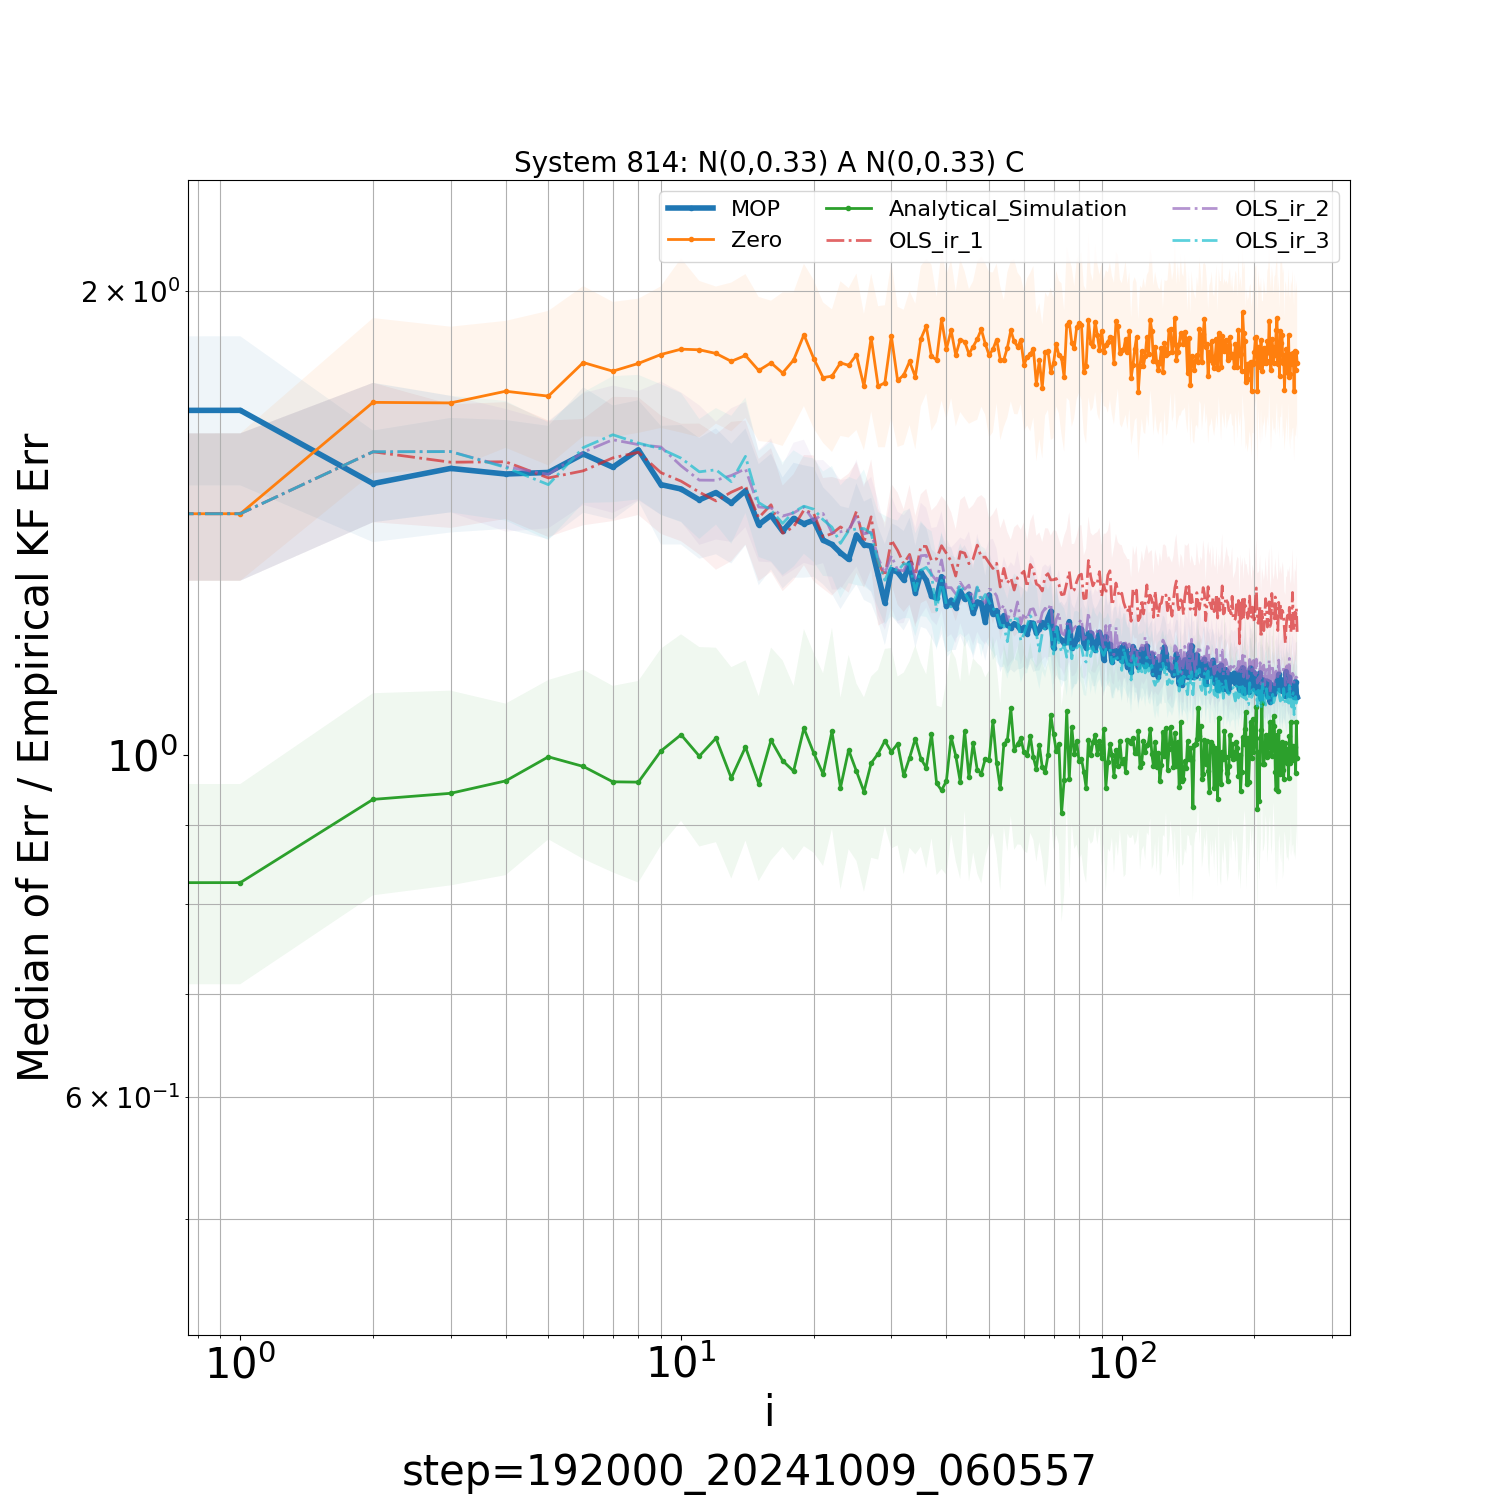 System 814: N(0,0.33) A N(0,0.33) C
MOP
Zero
Analytical_Simulation
OLS_ir_1
OLS_ir_2
OLS_ir_3
Median of Err / Empirical KF Err
2 × 10⁰
10⁰
6 × 10⁻¹
10⁰
10¹
10²
i
step=192000_20241009_060557